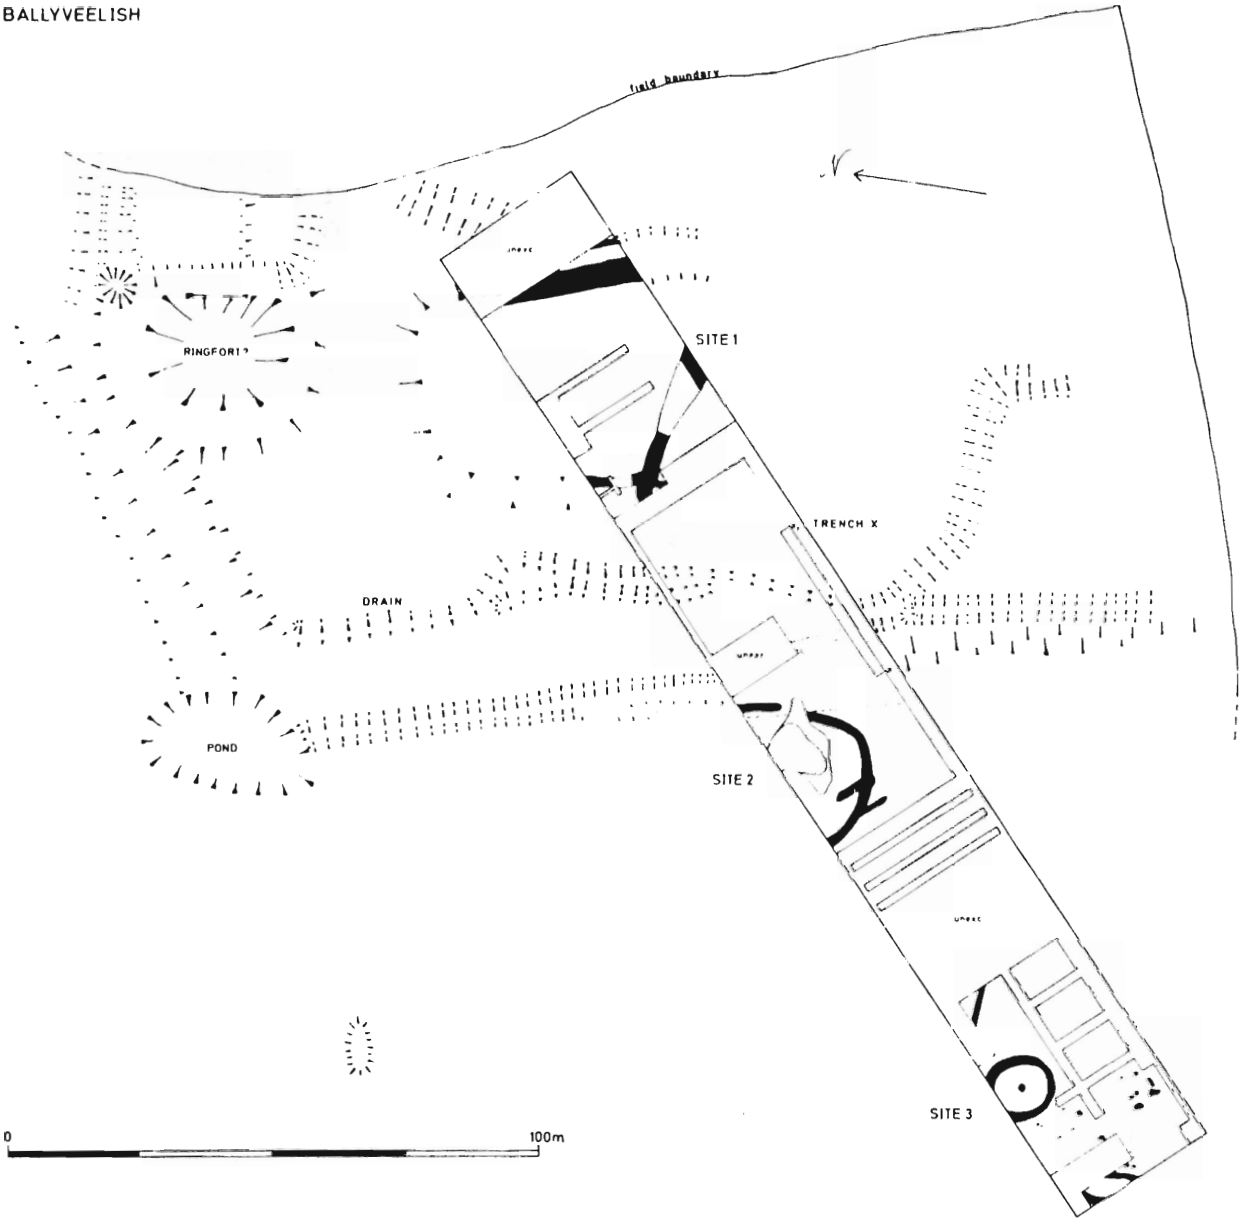 BALLYVEELISH
field boundary
N
unexc
SITE 1
RINGFORT?
TRENCH X
DRAIN
unexc
POND
SITE 2
unexc
SITE 3
0 100m